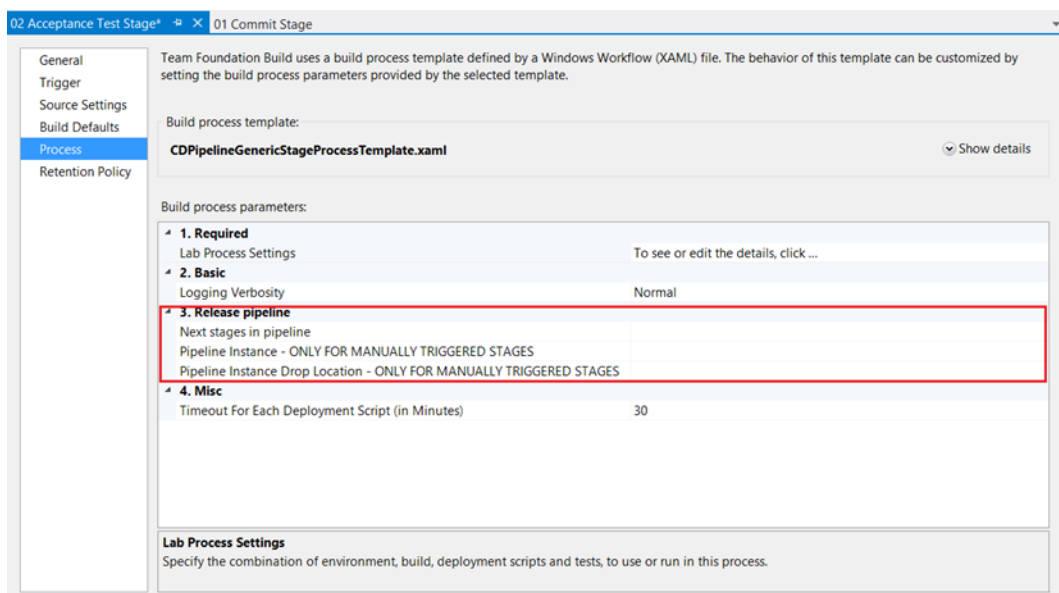 02 Acceptance Test Stage* 01 Commit Stage
General
Trigger
Source Settings
Build Defaults
Process
Retention Policy
Team Foundation Build uses a build process template defined by a Windows Workflow (XAML) file. The behavior of this template can be customized by
setting the build process parameters provided by the selected template.
Build process template:
CDPipelineGenericStageProcessTemplate.xaml Show details
Build process parameters:
1. Required
Lab Process Settings To see or edit the details, click ...
2. Basic
Logging Verbosity Normal
3. Release pipeline
Next stages in pipeline
Pipeline Instance - ONLY FOR MANUALLY TRIGGERED STAGES
Pipeline Instance Drop Location - ONLY FOR MANUALLY TRIGGERED STAGES
4. Misc
Timeout For Each Deployment Script (in Minutes) 30
Lab Process Settings
Specify the combination of environment, build, deployment scripts and tests, to use or run in this process.